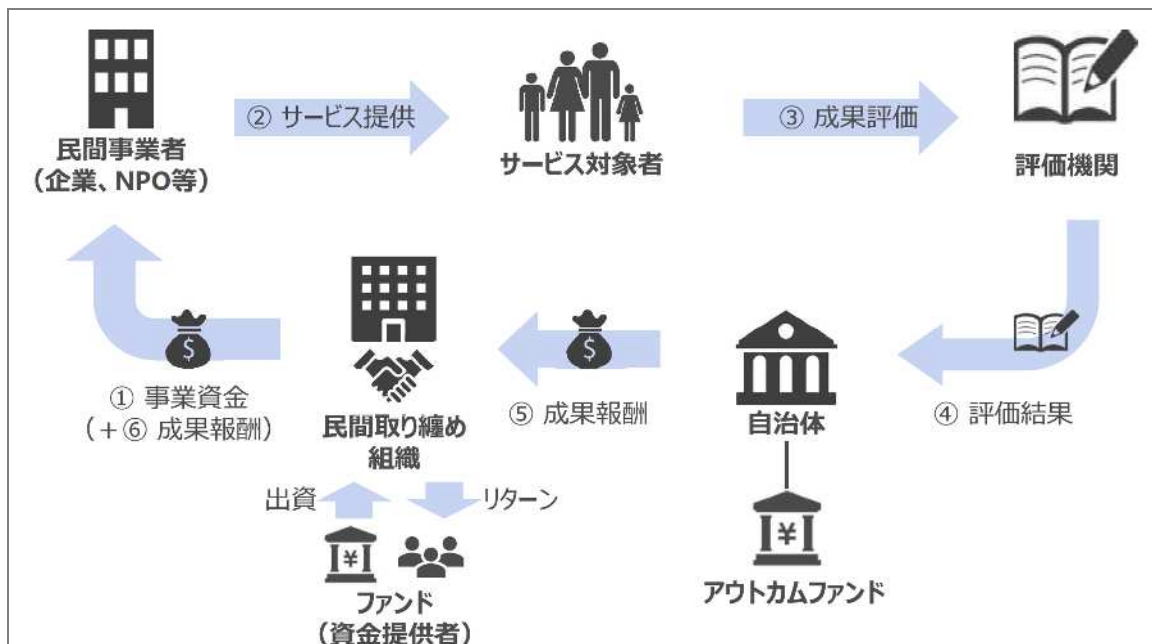 ② サービス提供
③ 成果評価
民間事業者
（企業、NPO等）
サービス対象者
評価機関
$
① 事業資金
（＋⑥ 成果報酬）
民間取り纏め
組織
$
⑤ 成果報酬
自治体
④ 評価結果
出資
リターン
¥
ファンド
（資金提供者）
¥
アウトカムファンド